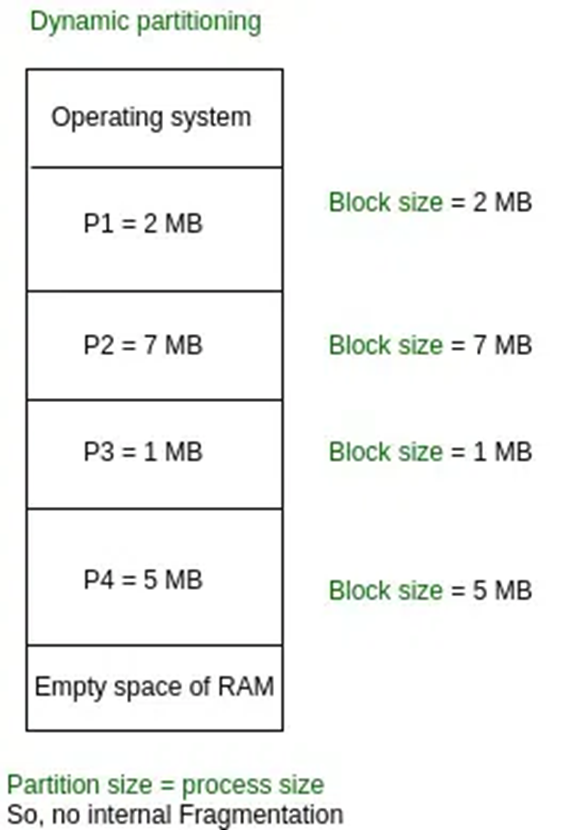 Dynamic partitioning
Operating system
P1 = 2 MB
Block size = 2 MB
P2 = 7 MB
Block size = 7 MB
P3 = 1 MB
Block size = 1 MB
P4 = 5 MB
Block size = 5 MB
Empty space of RAM
Partition size = process size
So, no internal Fragmentation